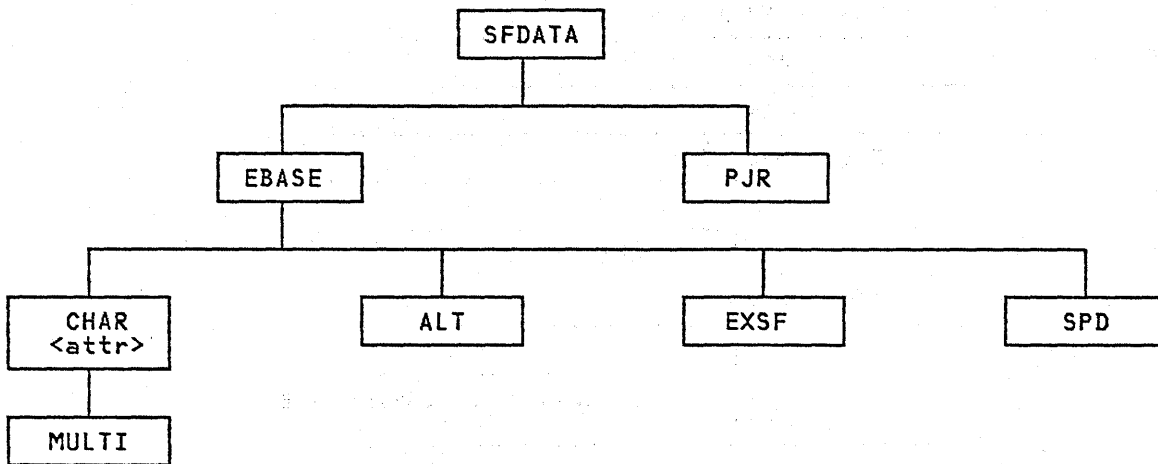 SFDATA
EBASE
PJR
CHAR
<attr>
ALT
EXSF
SPD
MULTI